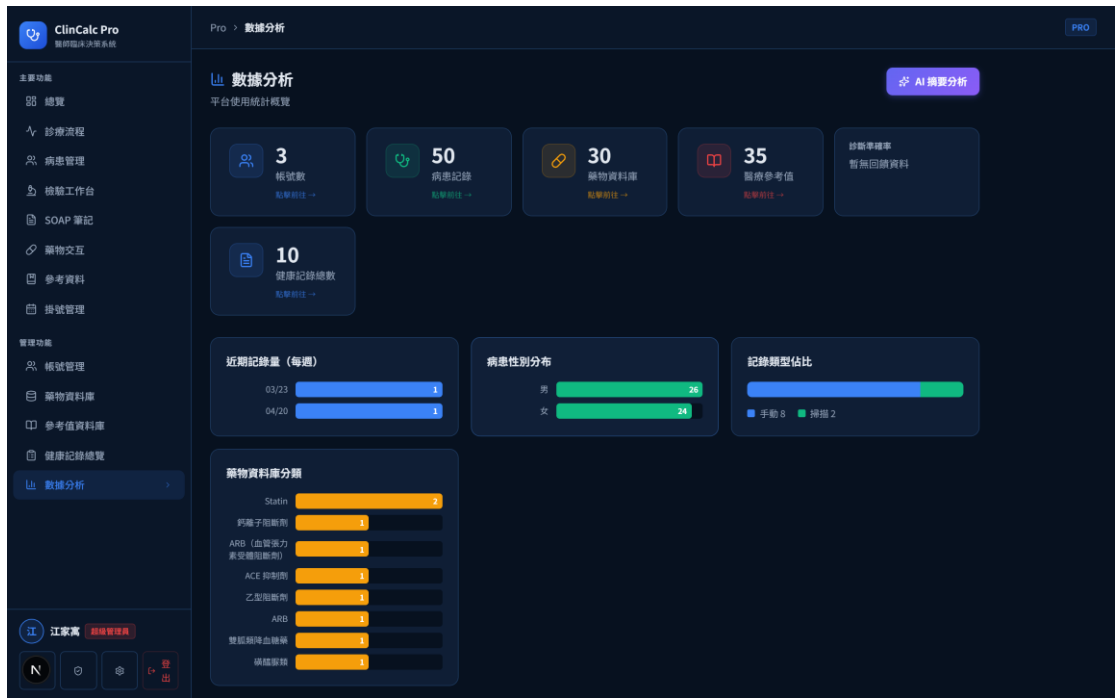 ClinCalc Pro
醫師臨床決策系統
主要功能
總覽
診療流程
病患管理
檢驗工作台
SOAP 筆記
藥物交互
參考資料
掛號管理
管理功能
帳號管理
藥物資料庫
參考值資料庫
健康記錄總覽
數據分析
江
江家寓
超級管理員
N
登出
Pro > 數據分析
PRO
數據分析
平台使用統計概覽
AI 摘要分析
3
帳號數
點擊前往 →
50
病患記錄
點擊前往 →
30
藥物資料庫
點擊前往 →
35
醫療參考值
點擊前往 →
診斷準確率
暫無回饋資料
10
健康記錄總數
點擊前往 →
近期記錄量（每週）
03/23 1
04/20 1
病患性別分布
男 26
女 24
記錄類型佔比
手動 8 掃描 2
藥物資料庫分類
Statin 2
鈣離子阻斷劑 1
ARB（血管張力
素受體阻斷劑） 1
ACE 抑制劑 1
乙型阻斷劑 1
ARB 1
雙胍類降血糖藥 1
磺醯脲類 1